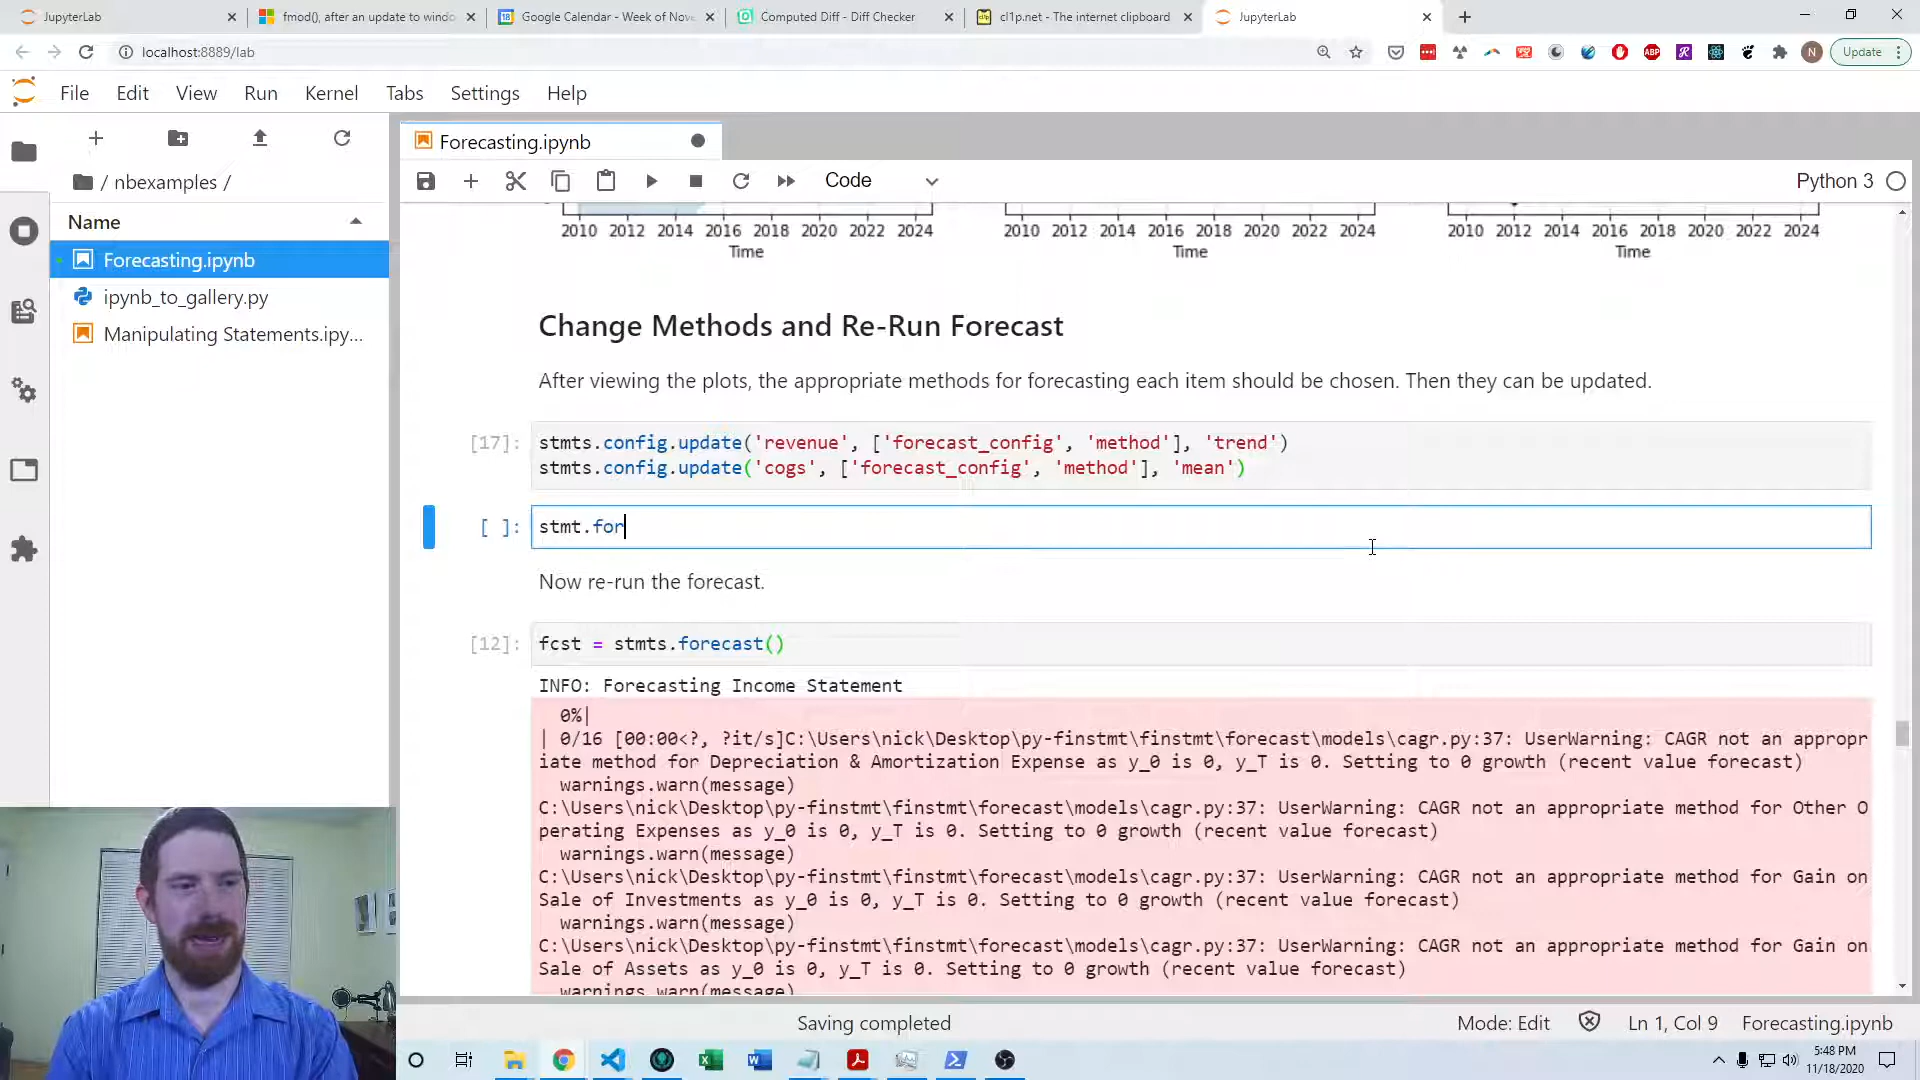 JupyterLab
fmod(), after an update to windo
Google Calendar - Week of Nov
Computed Diff - Diff Checker
cl1p.net - The internet clipboard
JupyterLab
localhost:8889/lab
ABP
N
Update
File Edit View Run Kernel Tabs Settings Help
Forecasting.ipynb
/ nbexamples /
Code
Python 3
Name
Forecasting.ipynb
ipynb_to_gallery.py
Manipulating Statements.ipy...
2010 2012 2014 2016 2018 2020 2022 2024
Time
2010 2012 2014 2016 2018 2020 2022 2024
Time
2010 2012 2014 2016 2018 2020 2022 2024
Time
Change Methods and Re-Run Forecast
After viewing the plots, the appropriate methods for forecasting each item should be chosen. Then they can be updated.
[17]: stmts.config.update('revenue', ['forecast_config', 'method'], 'trend')
stmts.config.update('cogs', ['forecast_config', 'method'], 'mean')
[ ]: stmt.for
Now re-run the forecast.
[12]: fcst = stmts.forecast()
INFO: Forecasting Income Statement
0%|
| 0/16 [00:00<?, ?it/s]C:\Users\nick\Desktop\py-finstmt\finstmt\forecast\models\cagr.py:37: UserWarning: CAGR not an appropr
iate method for Depreciation & Amortization Expense as y_0 is 0, y_T is 0. Setting to 0 growth (recent value forecast)
warnings.warn(message)
C:\Users\nick\Desktop\py-finstmt\finstmt\forecast\models\cagr.py:37: UserWarning: CAGR not an appropriate method for Other O
perating Expenses as y_0 is 0, y_T is 0. Setting to 0 growth (recent value forecast)
warnings.warn(message)
C:\Users\nick\Desktop\py-finstmt\finstmt\forecast\models\cagr.py:37: UserWarning: CAGR not an appropriate method for Gain on
Sale of Investments as y_0 is 0, y_T is 0. Setting to 0 growth (recent value forecast)
warnings.warn(message)
C:\Users\nick\Desktop\py-finstmt\finstmt\forecast\models\cagr.py:37: UserWarning: CAGR not an appropriate method for Gain on
Sale of Assets as y_0 is 0, y_T is 0. Setting to 0 growth (recent value forecast)
warnings.warn(message)
Saving completed
Mode: Edit
Ln 1, Col 9
Forecasting.ipynb
5:48 PM
11/18/2020